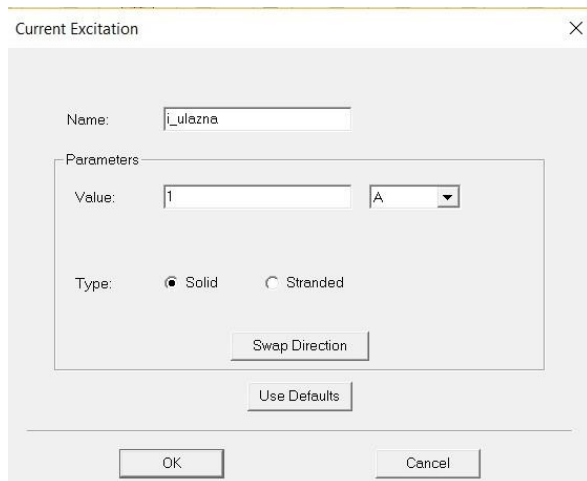 Current Excitation
Name: i_ulazna
Parameters
Value: 1 A
Type: Solid Stranded
Swap Direction
Use Defaults
OK Cancel